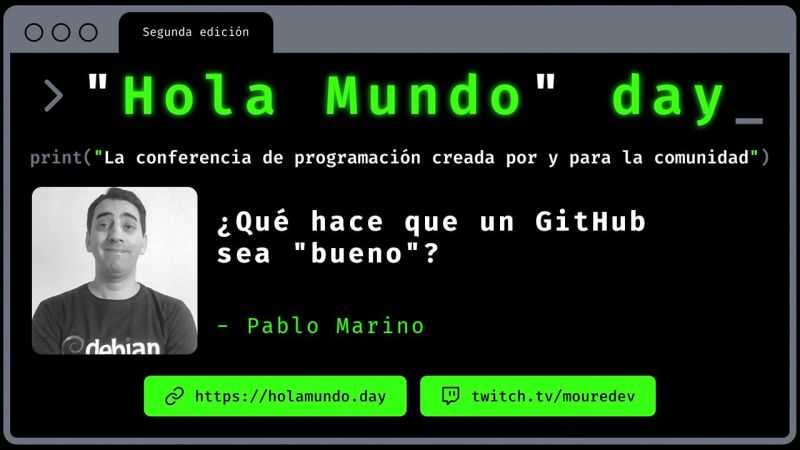 Segunda edición
> "Hola Mundo" day_
print("La conferencia de programación creada por y para la comunidad")
¿Qué hace que un GitHub
sea "bueno"?
- Pablo Marino
debian
https://holamundo.day
twitch.tv/mouredev